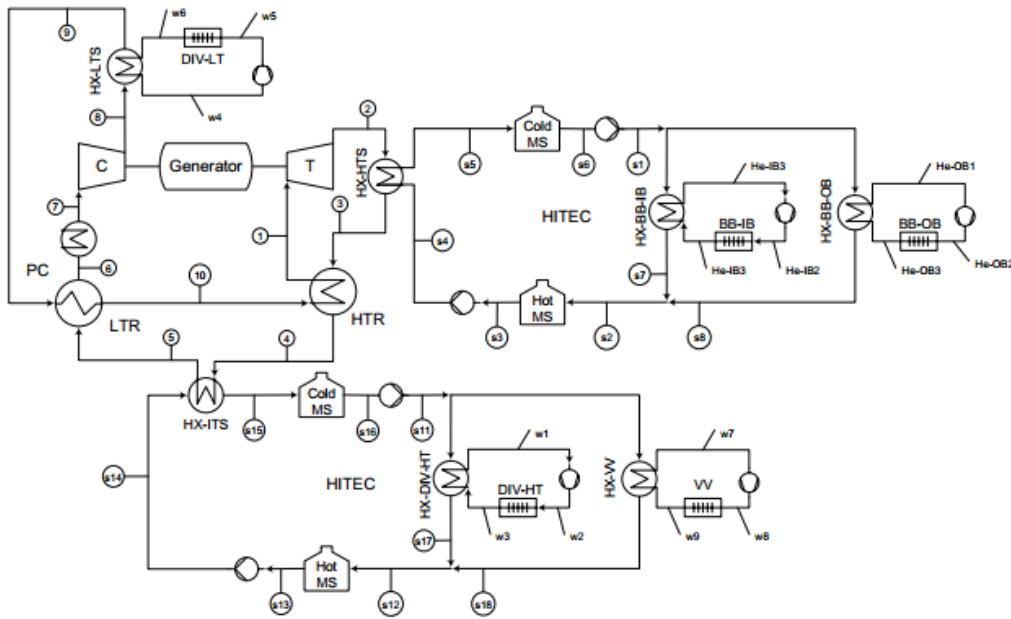 9
w6
w5
DIV-LT
HX-LTS
w4
8
2
C
Generator
T
HX-HTS
Cold
MS
s5
s6
s1
7
3
1
HITEC
HX-BB-IB
He-IB3
BB-IB
He-IB3
He-IB2
HX-BB-OB
He-OB1
BB-OB
He-OB3
He-OB2
s4
s7
PC
6
10
LTR
HTR
Hot
MS
s3
s2
s8
5
4
HX-ITS
Cold
MS
s15
s16
s11
s14
HITEC
HX-DIV-HT
w1
DIV-HT
w3
w2
HX-VV
w7
VV
w9
w8
s17
Hot
MS
s13
s12
s18